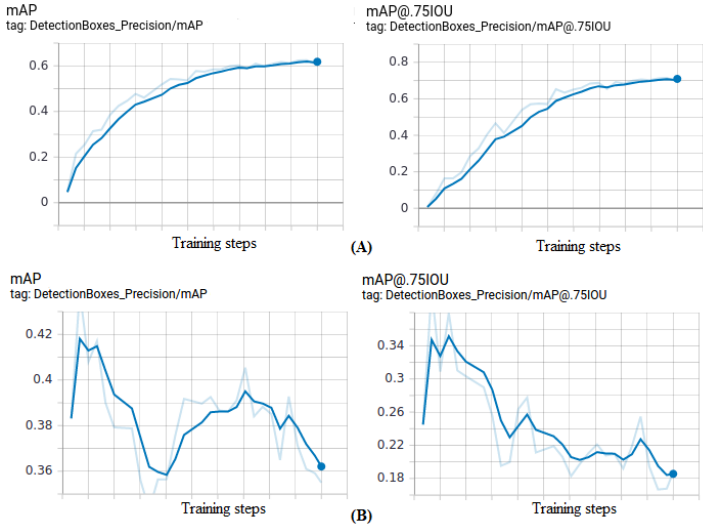 mAP
tag: DetectionBoxes_Precision/mAP
0.6
0.4
0.2
0
Training steps
mAP@.75IOU
tag: DetectionBoxes_Precision/mAP@.75IOU
0.8
0.6
0.4
0.2
0
Training steps
(A)
mAP
tag: DetectionBoxes_Precision/mAP
0.42
0.4
0.38
0.36
Training steps
mAP@.75IOU
tag: DetectionBoxes_Precision/mAP@.75IOU
0.34
0.3
0.26
0.22
0.18
Training steps
(B)